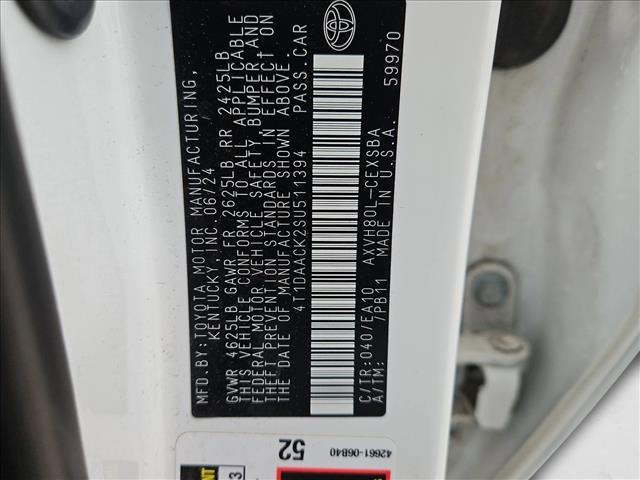 MFD.BY:TOYOTA MOTOR MANUFACTURING,
KENTUCKY,INC. 06/24
GVWR 4625LB GAWR FR 2625LB RR 2425LB
THIS VEHICLE CONFORMS TO ALL APPLICABLE
FEDERAL MOTOR VEHICLE SAFETY, BUMPER AND
THEFT PREVENTION STANDARDS IN EFFECT ON
THE DATE OF MANUFACTURE SHOWN ABOVE.
4T1DAACK2SU511394 PASS.CAR
C/TR:040/EA10 AXVH80L-CEXSBA
A/TM: /PB11 MADE IN U.S.A. 59970
42661-06B40
52